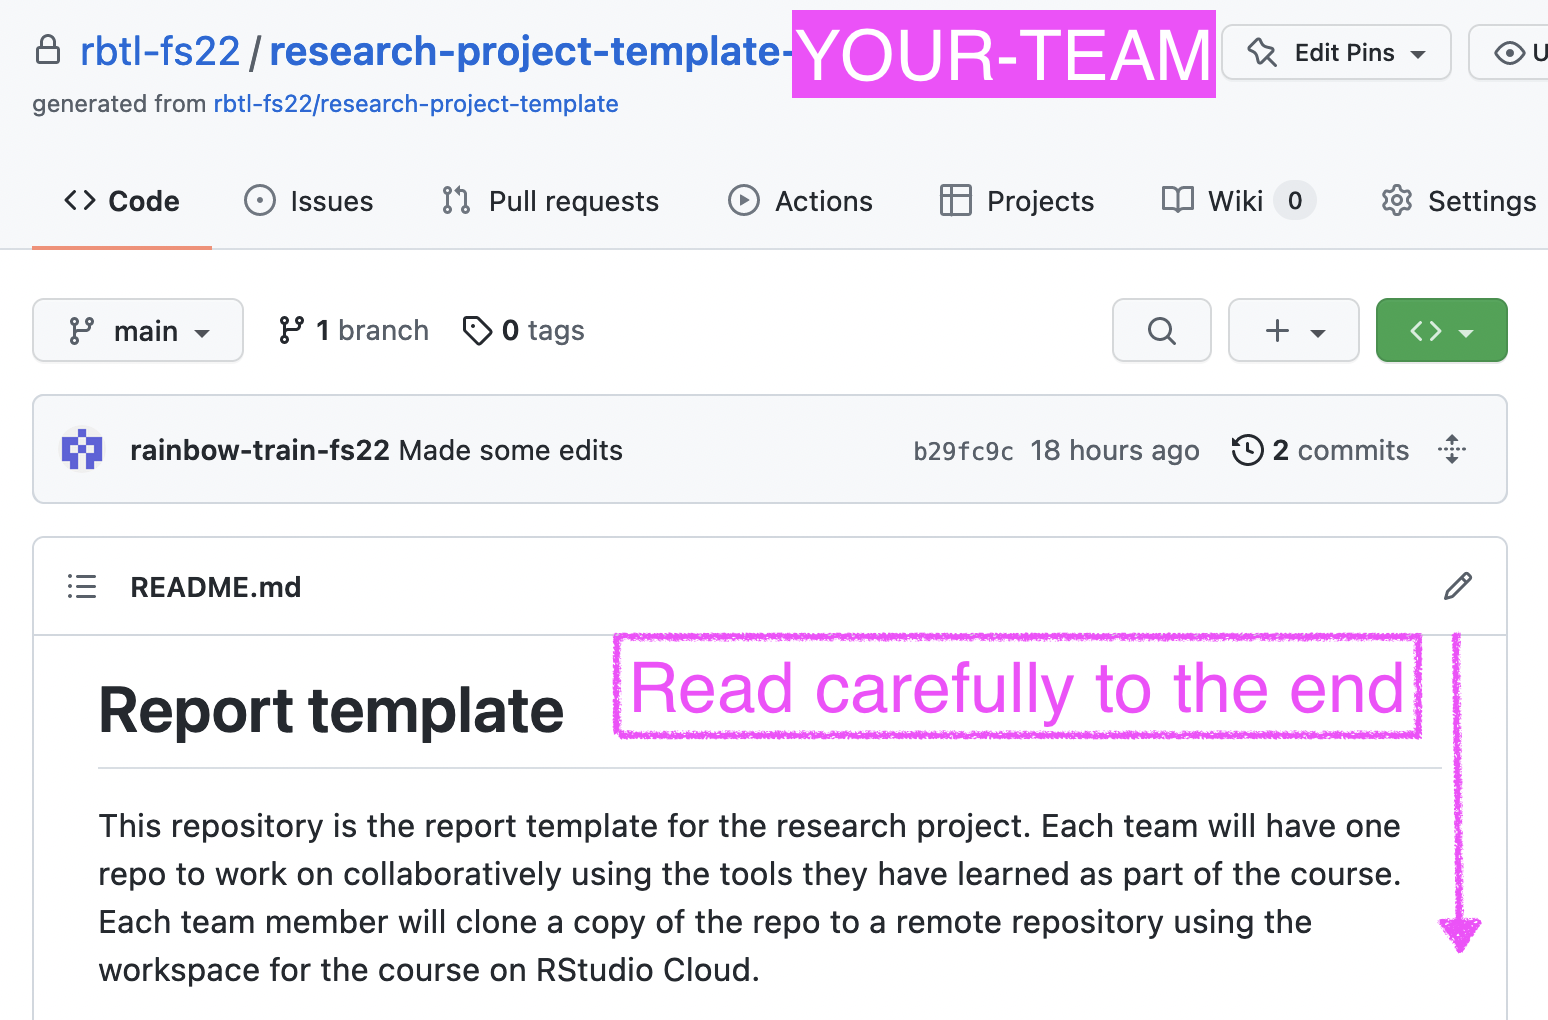 rbtl-fs22 / research-project-template-YOUR-TEAM Edit Pins
generated from rbtl-fs22/research-project-template
Code Issues Pull requests Actions Projects Wiki 0 Settings
main 1 branch 0 tags
rainbow-train-fs22 Made some edits b29fc9c 18 hours ago 2 commits
README.md
Report template
Read carefully to the end
This repository is the report template for the research project. Each team will have one
repo to work on collaboratively using the tools they have learned as part of the course.
Each team member will clone a copy of the repo to a remote repository using the
workspace for the course on RStudio Cloud.